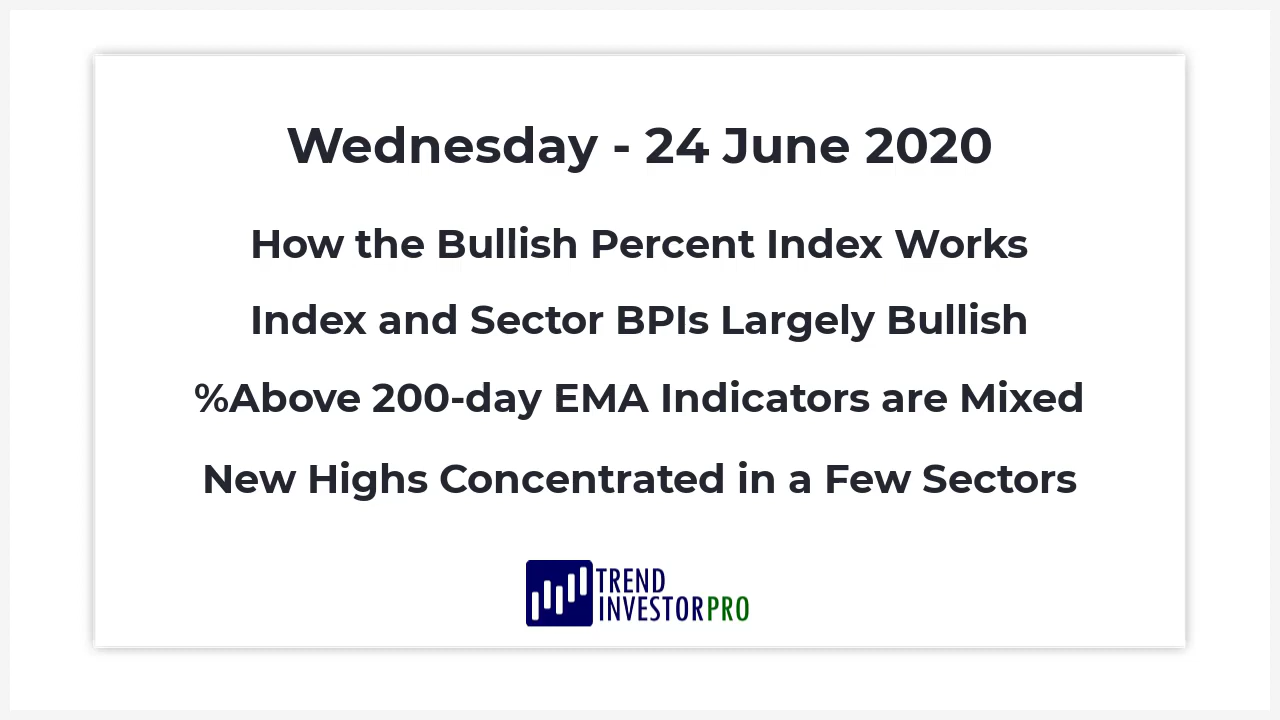 Wednesday - 24 June 2020
How the Bullish Percent Index Works
Index and Sector BPIs Largely Bullish
%Above 200-day EMA Indicators are Mixed
New Highs Concentrated in a Few Sectors
TREND
INVESTORPRO